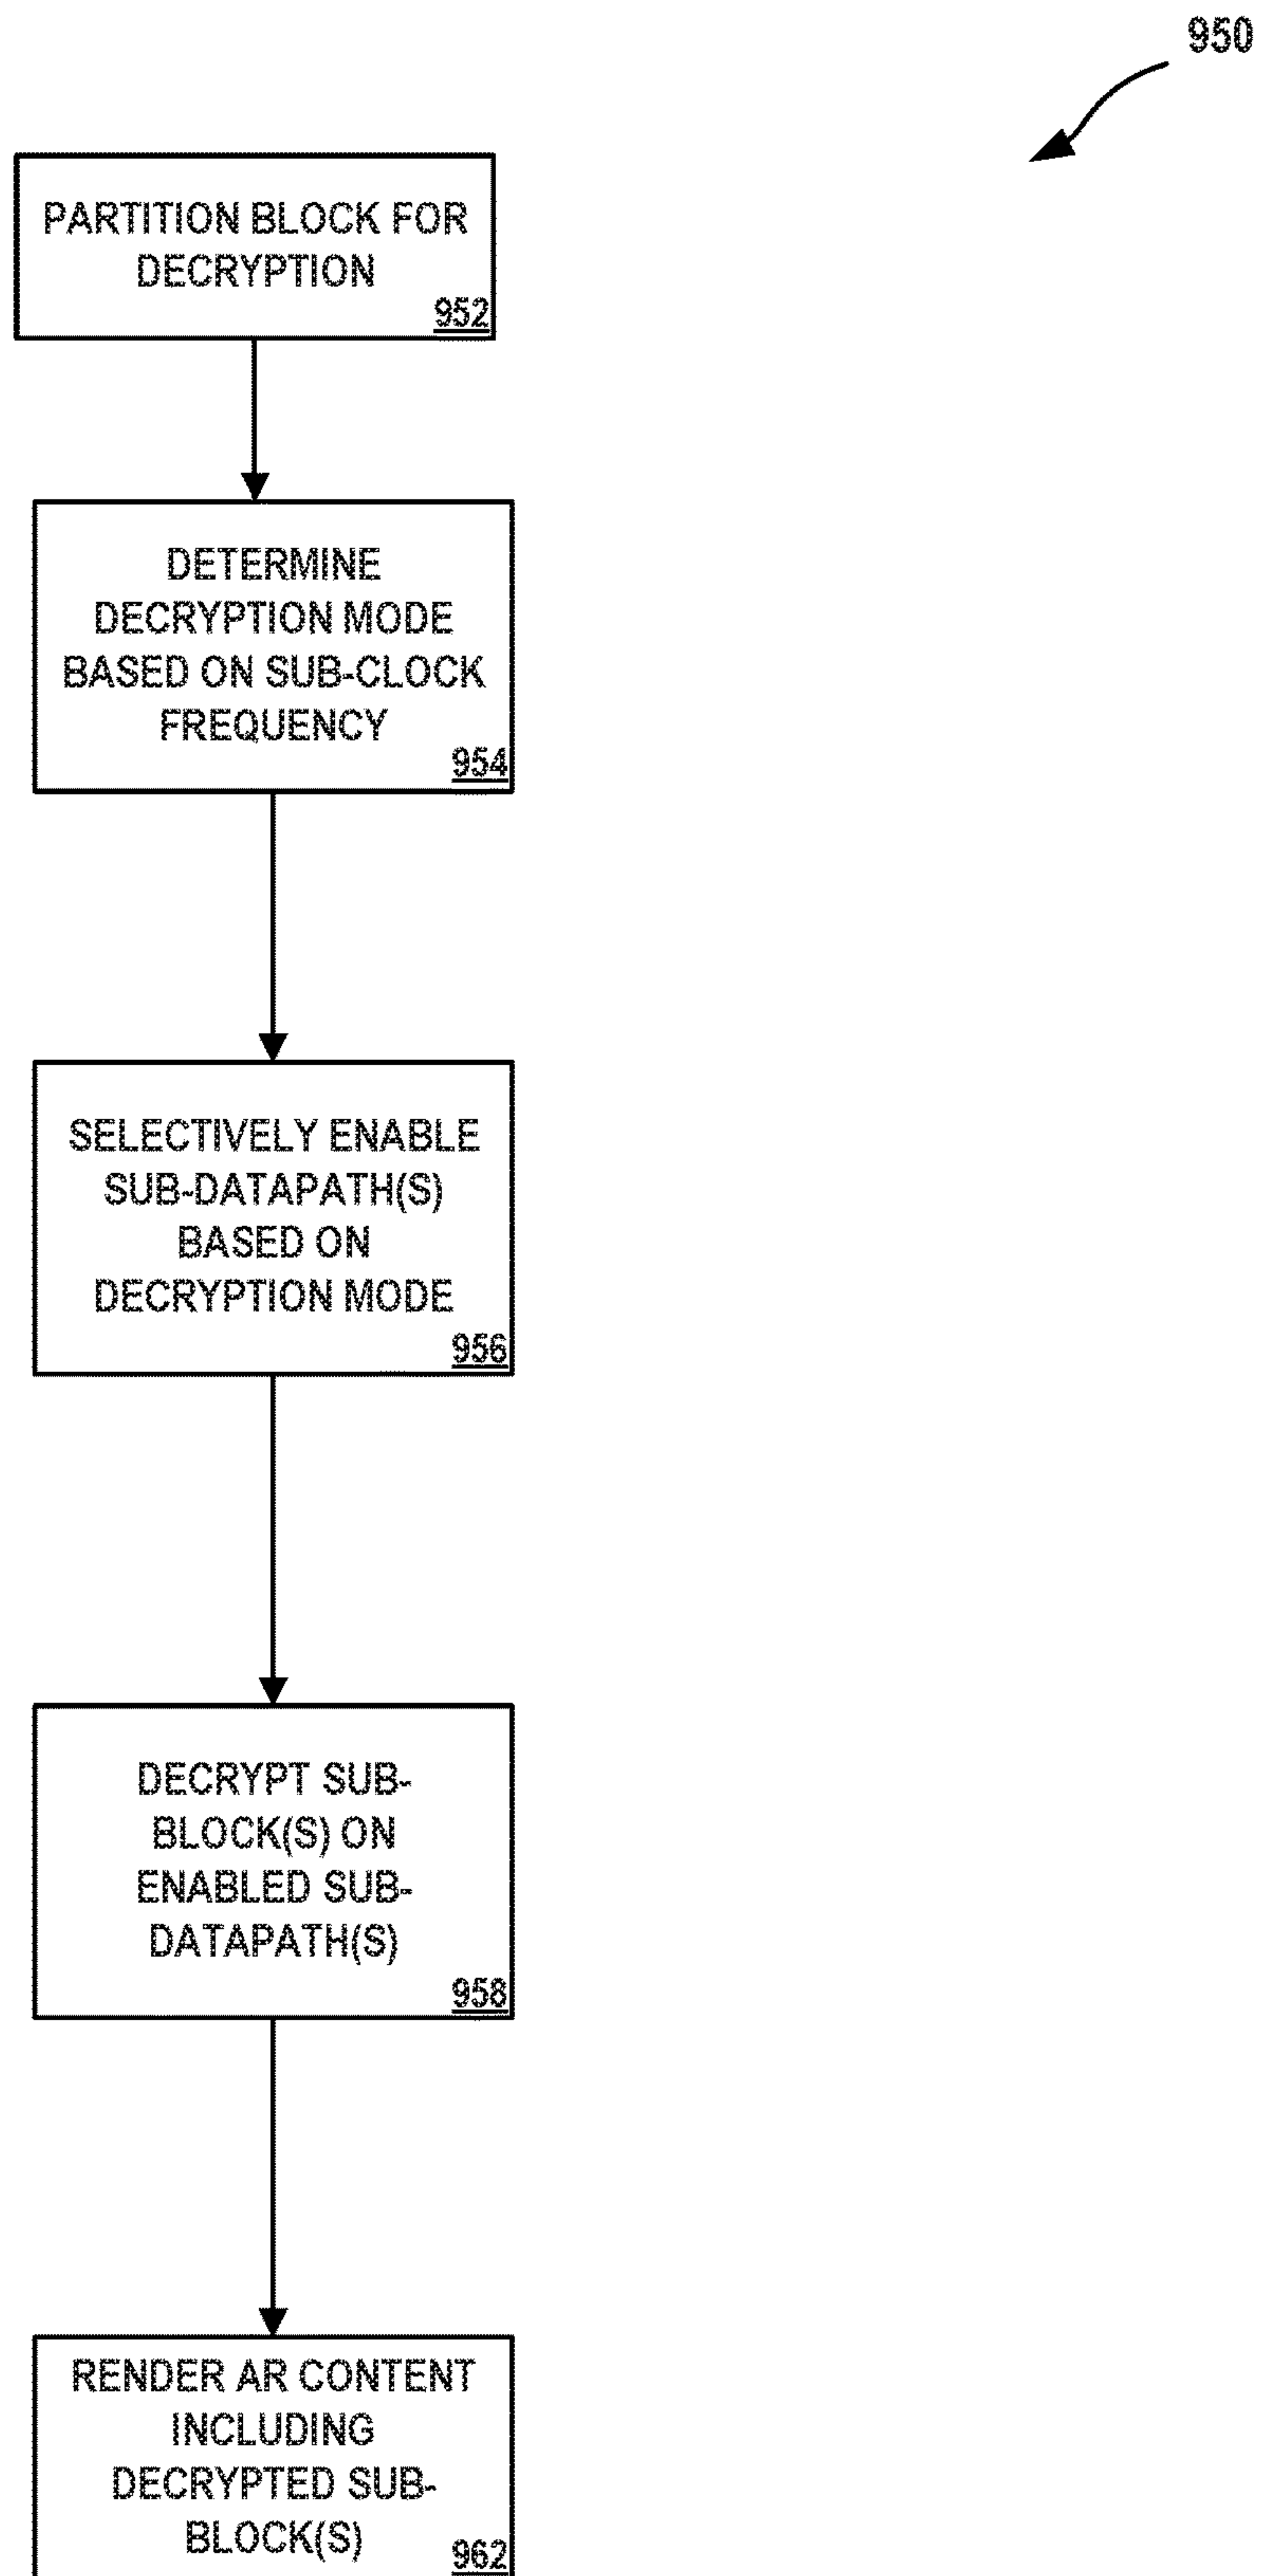 950
PARTITION BLOCK FOR
DECRYPTION
952
DETERMINE
DECRYPTION MODE
BASED ON SUB-CLOCK
FREQUENCY
954
SELECTIVELY ENABLE
SUB-DATAPATH(S)
BASED ON
DECRYPTION MODE
956
DECRYPT SUB-
BLOCK(S) ON
ENABLED SUB-
DATAPATH(S)
958
RENDER AR CONTENT
INCLUDING
DECRYPTED SUB-
BLOCK(S)
962